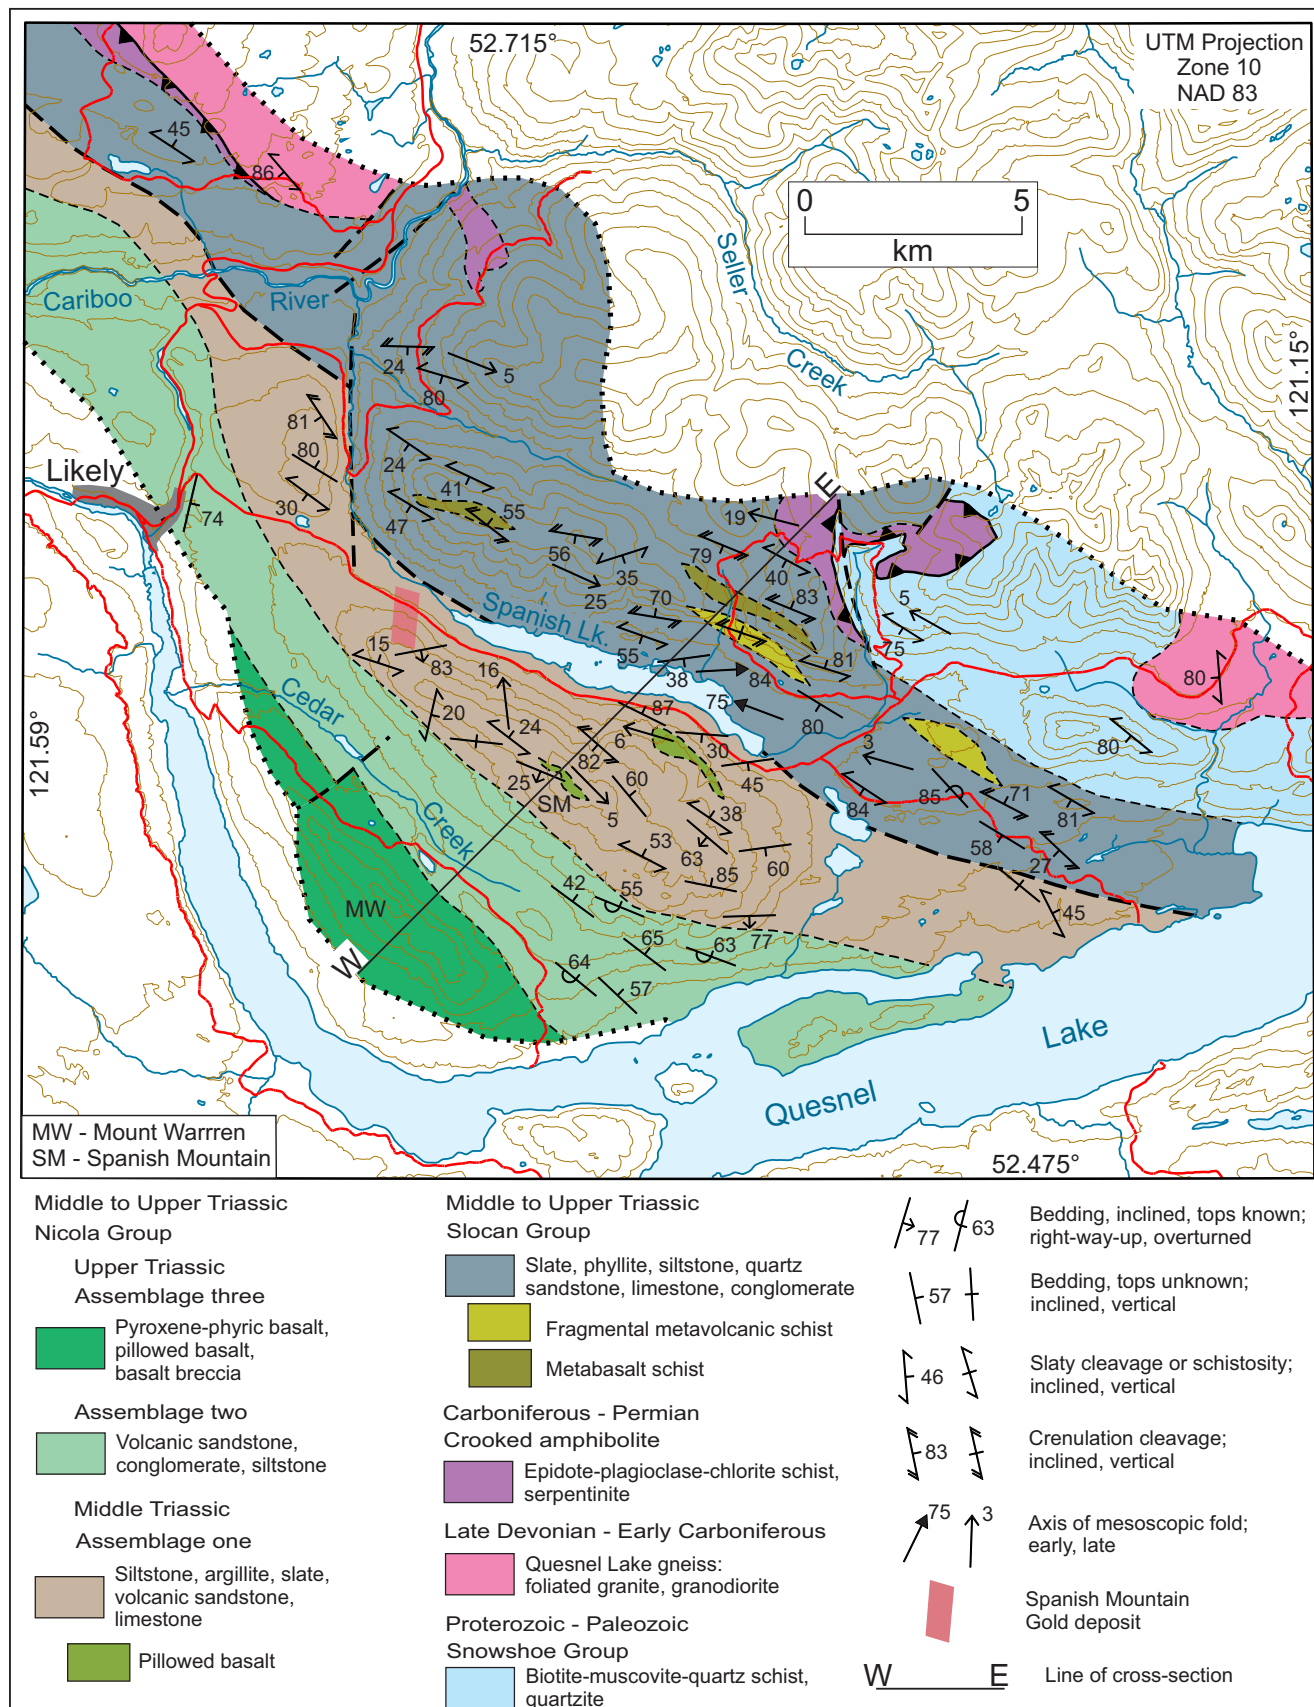 52.715°
UTM Projection
Zone 10
NAD 83
45
86
0 5
km
Seller
Creek
121.15°
Cariboo
River
24
5
80
81
80
30
Likely
74
24
41
47
55
56
35
25
19
79
40
83
70
55
38
84
81
5
75
80
E
Spanish Lk.
15
83
16
20
24
75
87
6
30
82
25
SM
60
5
45
38
53
63
85
60
77
3
84
85
71
81
58
27
45
80
80
Cedar
Creek
121.59°
42
55
65
63
64
57
MW
W
Quesnel
Lake
52.475°
MW - Mount Warrren
SM - Spanish Mountain
Middle to Upper Triassic
Nicola Group
Upper Triassic
Assemblage three
Pyroxene-phyric basalt,
pillowed basalt,
basalt breccia
Assemblage two
Volcanic sandstone,
conglomerate, siltstone
Middle Triassic
Assemblage one
Siltstone, argillite, slate,
volcanic sandstone,
limestone
Pillowed basalt
Middle to Upper Triassic
Slocan Group
Slate, phyllite, siltstone, quartz
sandstone, limestone, conglomerate
Fragmental metavolcanic schist
Metabasalt schist
Carboniferous - Permian
Crooked amphibolite
Epidote-plagioclase-chlorite schist,
serpentinite
Late Devonian - Early Carboniferous
Quesnel Lake gneiss:
foliated granite, granodiorite
Proterozoic - Paleozoic
Snowshoe Group
Biotite-muscovite-quartz schist,
quartzite
77 63 Bedding, inclined, tops known;
right-way-up, overturned
57 Bedding, tops unknown;
inclined, vertical
46 Slaty cleavage or schistosity;
inclined, vertical
83 Crenulation cleavage;
inclined, vertical
75 3 Axis of mesoscopic fold;
early, late
Spanish Mountain
Gold deposit
W E Line of cross-section